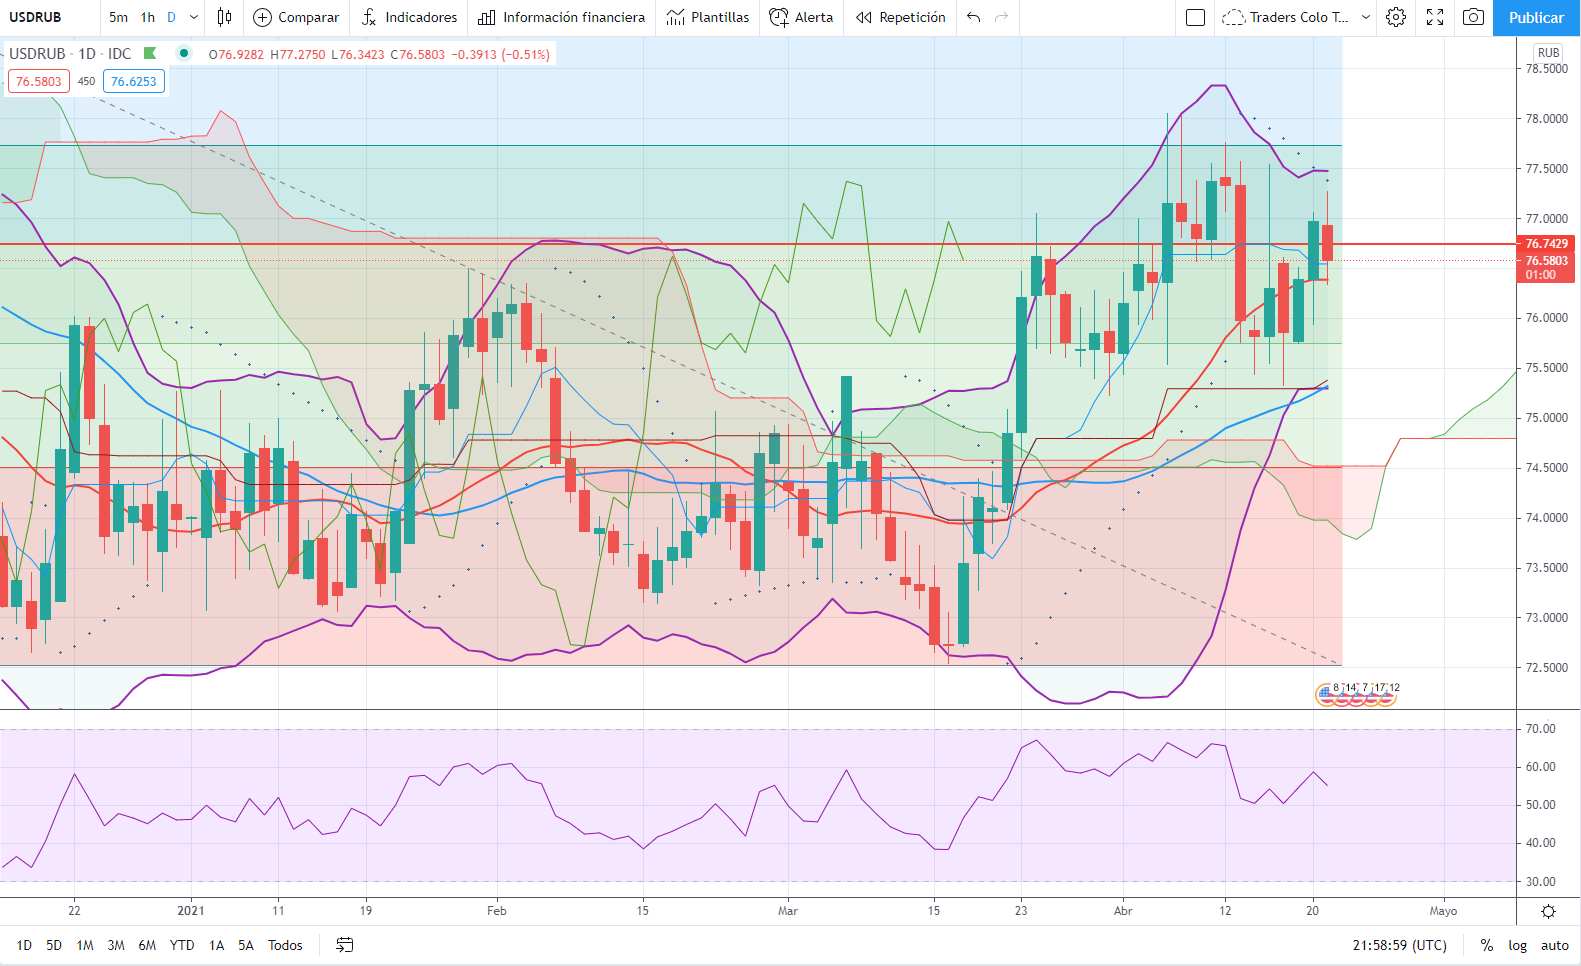 USDRUB 5m 1h D Comparar Indicadores Información financiera Plantillas Alerta Repetición Traders Colo T... Publicar
USDRUB · 1D · IDC O76.9282 H77.2750 L76.3423 C76.5803 −0.3913 (−0.51%)
76.5803 450 76.6253
RUB
78.5000
78.0000
77.5000
77.0000
76.7429
76.5803
01:00
76.0000
75.5000
75.0000
74.5000
74.0000
73.5000
73.0000
72.5000
8 14 7 17 12
70.00
60.00
50.00
40.00
30.00
22 2021 11 19 Feb 15 Mar 15 23 Abr 12 20 Mayo
1D 5D 1M 3M 6M YTD 1A 5A Todos 21:58:59 (UTC) % log auto